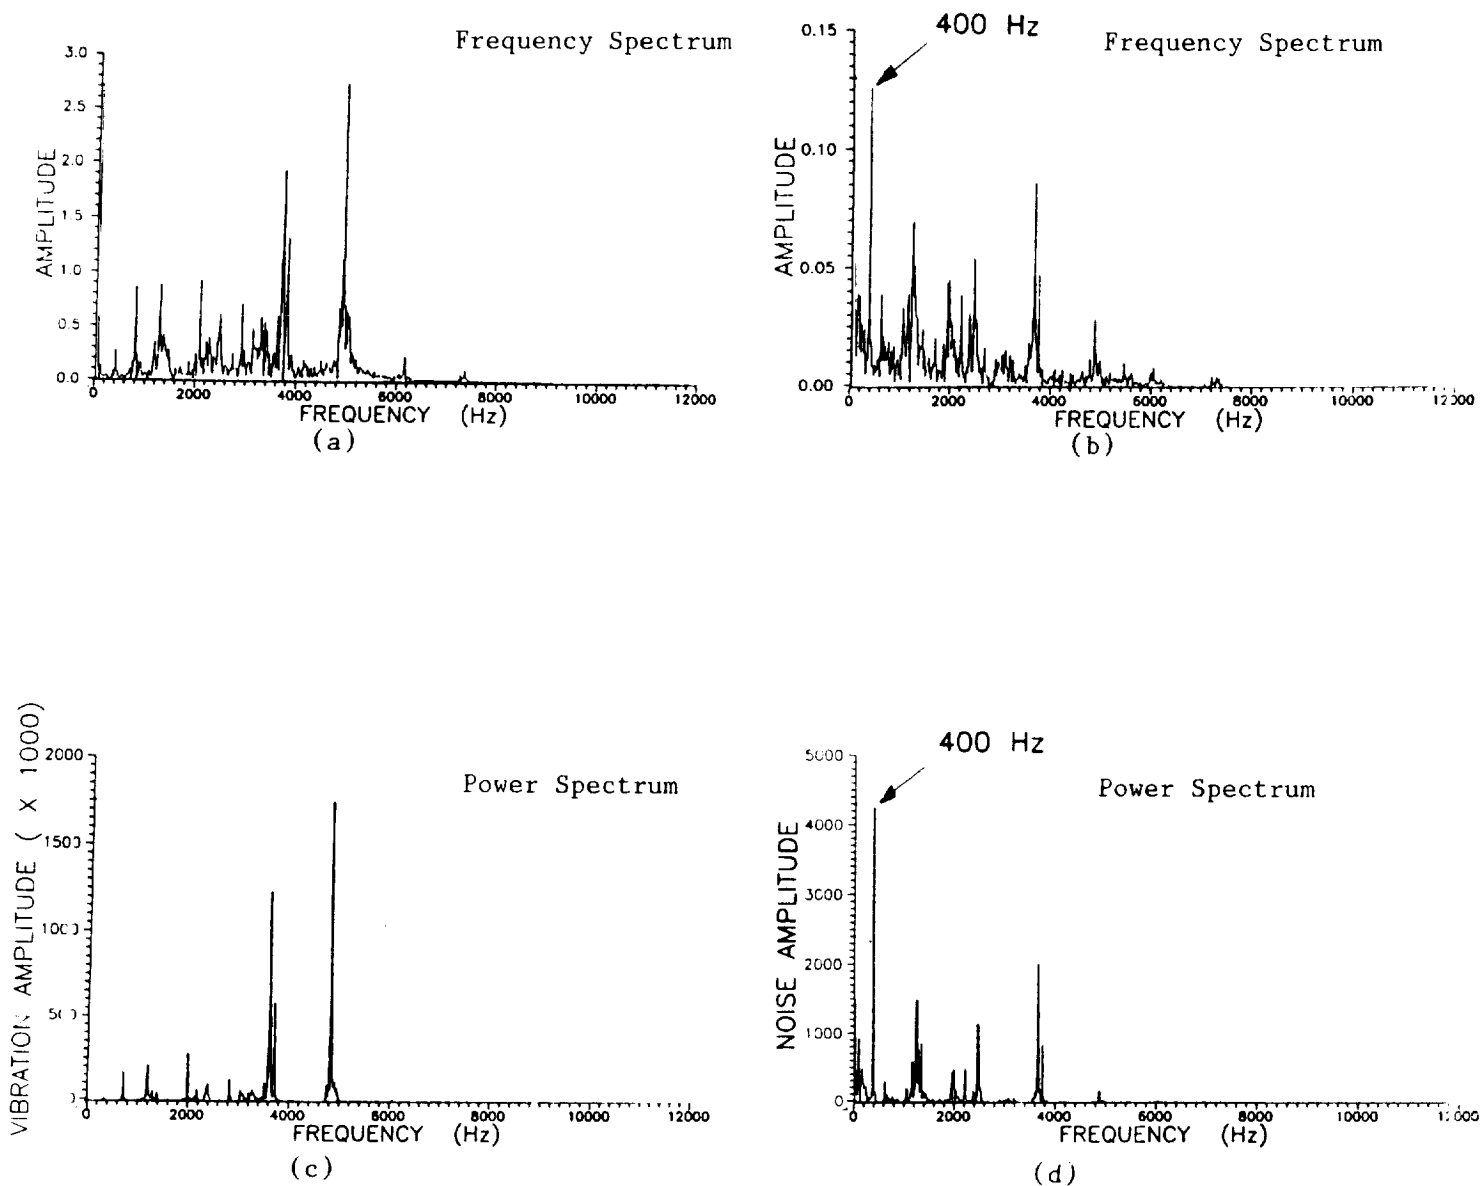 Frequency Spectrum
3.0
2.5
2.0
1.5
1.0
0.5
0.0
AMPLITUDE
0 2000 4000 6000 8000 10000 12000
FREQUENCY (Hz)
(a)
400 Hz
Frequency Spectrum
0.15
0.10
0.05
0.00
AMPLITUDE
0 2000 4000 6000 8000 10000
FREQUENCY (Hz)
(b)
Power Spectrum
2000
1500
VIBRATION AMPLITUDE ( X 1000)
0 2000 4000 6000 8000 10000 12000
FREQUENCY (Hz)
(c)
400 Hz
Power Spectrum
5000
4000
3000
2000
1000
0
NOISE AMPLITUDE
0 2000 4000 6000 8000 10000
FREQUENCY (Hz)
(d)